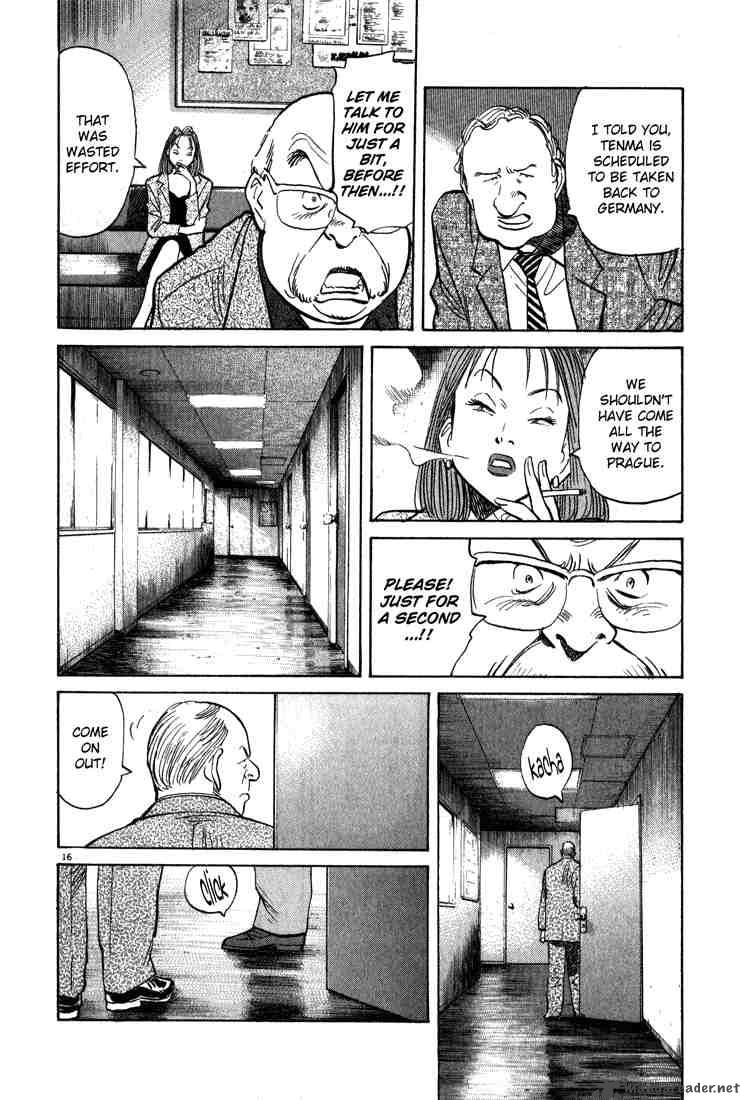 I TOLD YOU,
TENMA IS
SCHEDULED
TO BE TAKEN
BACK TO
GERMANY.
LET ME
TALK TO
HIM FOR
JUST A
BIT,
BEFORE
THEN...!!
THAT
WAS
WASTED
EFFORT.
WE
SHOULDN'T
HAVE COME
ALL THE
WAY TO
PRAGUE.
PLEASE!
JUST FOR
A SECOND
...!!
kacha
COME
ON
OUT!
16
click